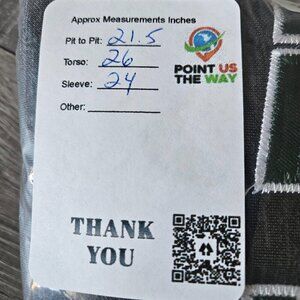 Approx Measurements Inches
Pit to Pit: 21.5
Torso: 26
Sleeve: 24
Other:
POINT US
THE WAY
THANK
YOU